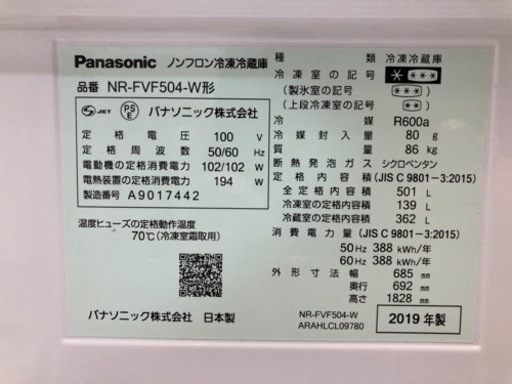 Panasonic ノンフロン冷凍冷蔵庫
品番 NR-FVF504-W形
S JET PS E パナソニック株式会社
定格電圧 100 V
定格周波数 50/60 Hz
電動機の定格消費電力 102/102 W
電熱装置の定格消費電力 194 W
製造番号 A9017442
温度ヒューズの定格動作温度
70℃(冷凍室霜取用)
パナソニック株式会社 日本製
種類 冷凍冷蔵庫
冷凍室の記号 * ***
(製氷室の記号 **)
(上段冷凍室の記号 **)
冷媒 R600a
冷媒封入量 80 g
質量 86 kg
断熱発泡ガス シクロペンタン
定格内容積 (JIS C 9801-3:2015)
全定格内容積 501 L
冷凍室の定格内容積 139 L
冷蔵室の定格内容積 362 L
消費電力量 (JIS C 9801-3:2015)
50Hz 388 kWh/年
60Hz 388 kWh/年
外形寸法 幅 685 mm
奥行 692 mm
高さ 1828 mm
NR-FVF504-W
ARAHLCL09780
2019年製